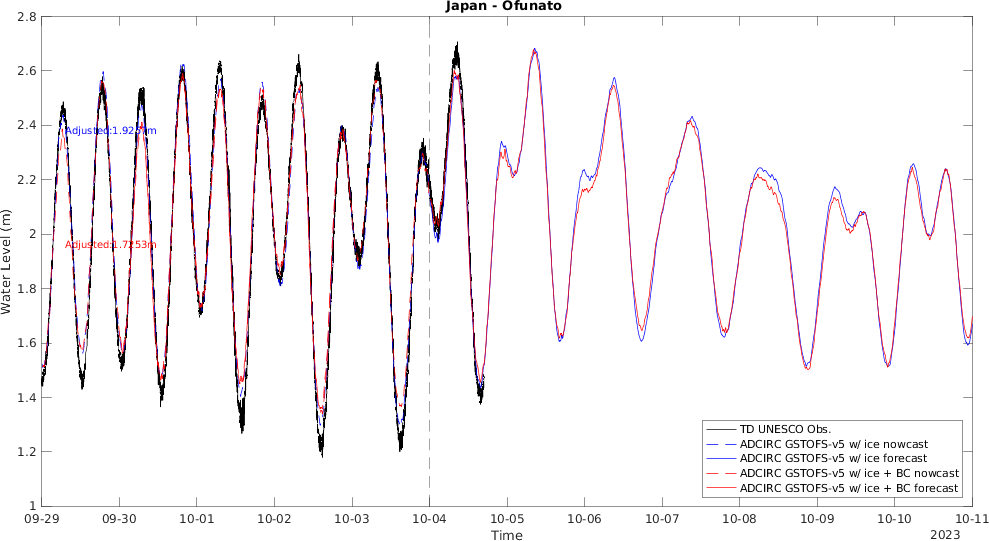 Japan - Ofunato
2.8
2.6
2.4
2.2
2
1.8
1.6
1.4
1.2
1
Water Level (m)
Adjusted:1.7253m
TD UNESCO Obs.
ADCIRC GSTOFS-v5 w/ ice nowcast
ADCIRC GSTOFS-v5 w/ ice forecast
ADCIRC GSTOFS-v5 w/ ice + BC nowcast
ADCIRC GSTOFS-v5 w/ ice + BC forecast
09-29 09-30 10-01 10-02 10-03 10-04 10-05 10-06 10-07 10-08 10-09 10-10 10-11
Time
2023